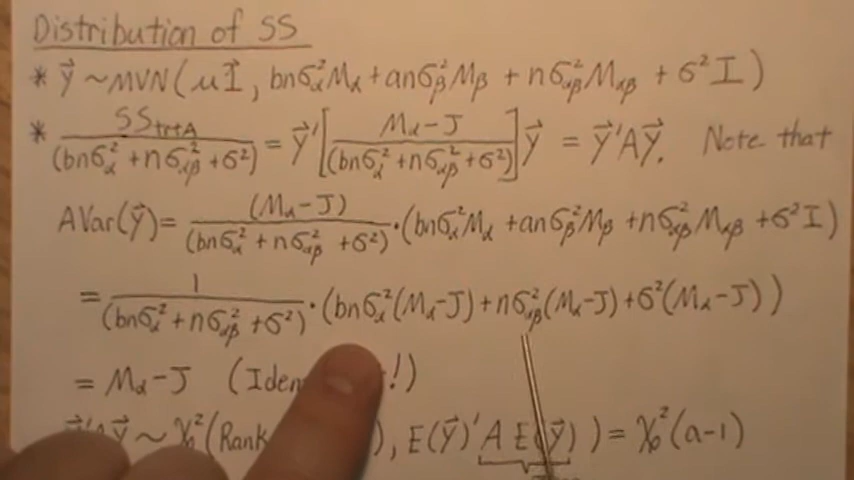 Distribution of SS
* Y⃗ ~ MVN(μ1⃗, bnσ²_α M_α + anσ²_β M_β + nσ²_αβ M_αβ + σ²I)
* SS_trtA / (bnσ²_α + nσ²_αβ + σ²) = Y⃗'[ (M_α - J) / (bnσ²_α + nσ²_αβ + σ²) ]Y⃗ = Y⃗'AY⃗. Note that
AVar(Y⃗) = (M_α - J) / (bnσ²_α + nσ²_αβ + σ²) · (bnσ²_α M_α + anσ²_β M_β + nσ²_αβ M_αβ + σ²I)
= 1 / (bnσ²_α + nσ²_αβ + σ²) · (bnσ²_α (M_α - J) + nσ²_αβ (M_α - J) + σ²(M_α - J))
= M_α - J !)
Y⃗'AY⃗ ~ χ²(Rank ), E(Y⃗)'A E(Y⃗)) = χ²_0(a-1)